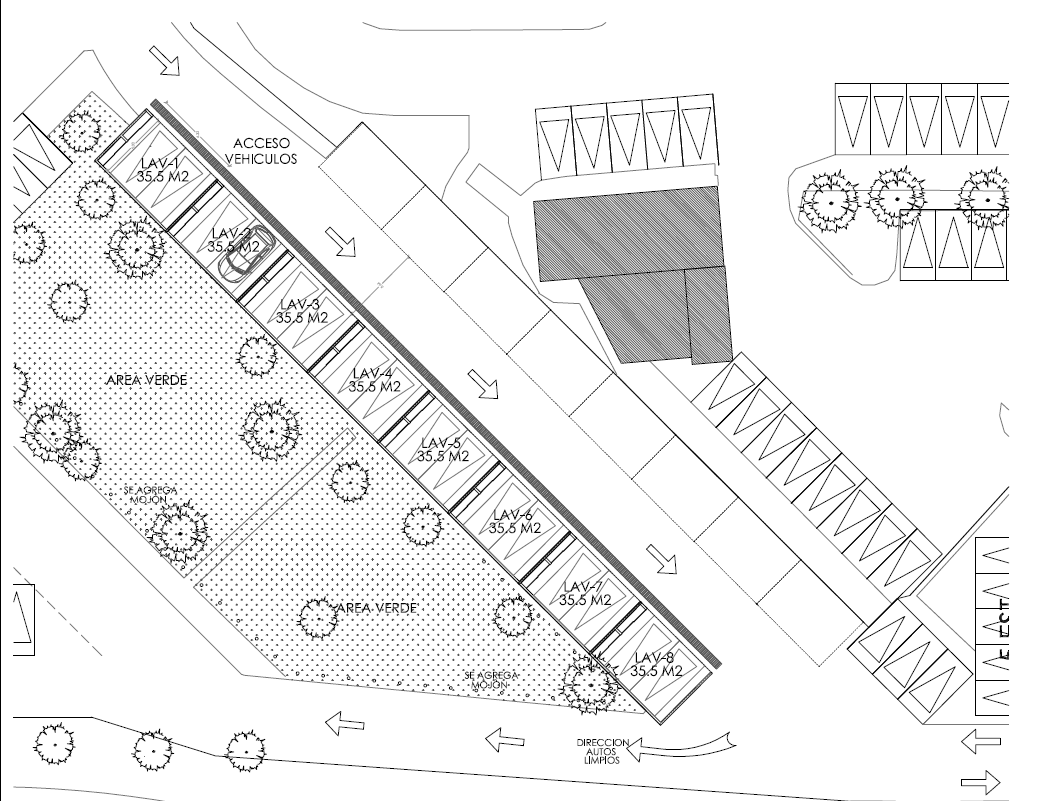 ACCESO
VEHICULOS
LAV-1
35.5 M2
LAV-2
35.5 M2
LAV-3
35.5 M2
LAV-4
35.5 M2
LAV-5
35.5 M2
LAV-6
35.5 M2
LAV-7
35.5 M2
LAV-8
35.5 M2
AREA VERDE
SE AGREGA
MOJON
AREA VERDE
SE AGREGA
MOJON
DIRECCION
AUTOS
LIMPIOS